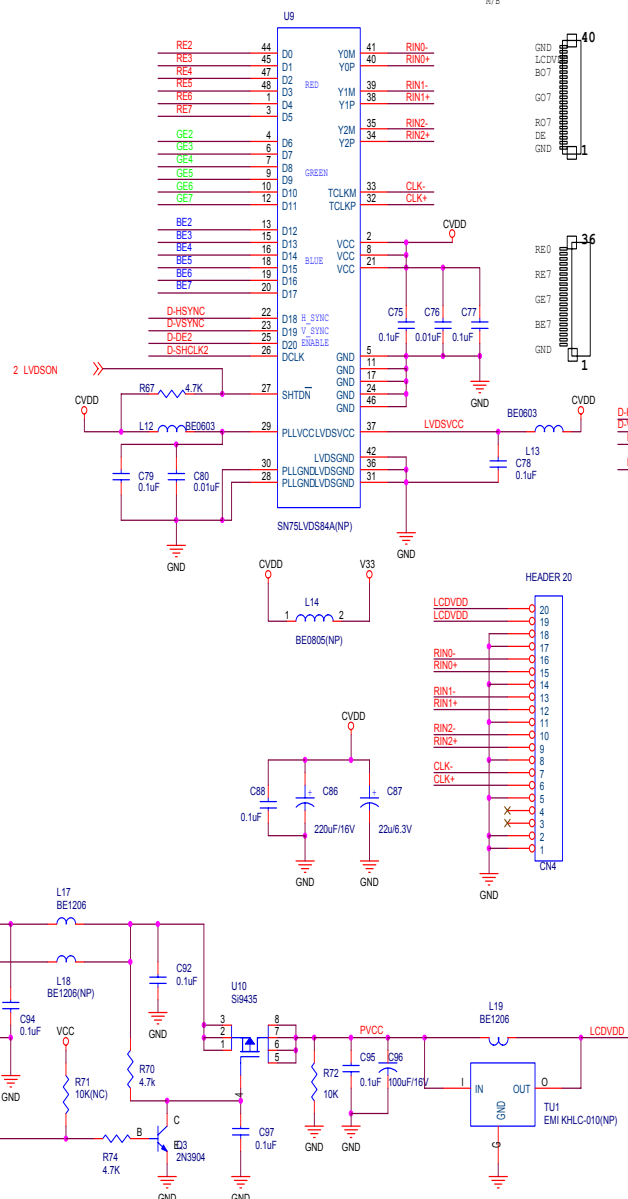 M/B
U9
RE2 44 D0 Y0M 41 RIN0-
RE3 45 D1 Y0P 40 RIN0+
RE4 47 D2
RE5 48 D3 RED Y1M 39 RIN1-
RE6 1 D4 Y1P 38 RIN1+
RE7 3 D5
Y2M 35 RIN2-
GE2 4 D6 Y2P 34 RIN2+
GE3 6 D7
GE4 7 D8
GE5 9 D9 GREEN
GE6 10 D10 TCLKM 33 CLK-
GE7 12 D11 TCLKP 32 CLK+
BE2 13 D12
BE3 15 D13 VCC 2 CVDD
BE4 16 D14 VCC 8
BE5 18 D15 BLUE VCC 21
BE6 19 D16
BE7 20 D17
D-HSYNC 22 D18 H_SYNC
D-VSYNC 23 D19 V_SYNC
D-DE2 25 D20 ENABLE
D-SHCLK2 26 DCLK
C75 0.1uF
C76 0.01uF
C77 0.1uF
GND 5
GND 11
GND 17
GND 24
GND 46
GND
2 LVDSON
R67 4.7K
27 SHTDN
CVDD
L12 BE0603
29 PLLVCC LVDSVCC 37 LVDSVCC
BE0603
L13
CVDD
LVDSGND 42
30 PLLGND LVDSGND 36
28 PLLGND LVDSGND 31
C79 0.1uF
C80 0.01uF
C78 0.1uF
GND
GND
SN75LVDS84A(NP)
40
GND
LCDV
BO7
GO7
RO7
DE
GND
1
36
RE0
RE7
GE7
BE7
GND
1
CVDD V33
L14
1 2
BE0805(NP)
HEADER 20
LCDVDD 20
LCDVDD 19
18
17
RIN0- 16
RIN0+ 15
14
RIN1- 13
RIN1+ 12
11
RIN2- 10
RIN2+ 9
8
CLK- 7
CLK+ 6
5
4
3
2
1
CN4
GND
CVDD
C88 0.1uF
+ C86 220uF/16V
+ C87 22u/6.3V
GND GND
L17
BE1206
L18
BE1206(NP)
C92
0.1uF
GND
C94
0.1uF
GND
VCC
R71
10K(NC)
R70
4.7k
R74
4.7K
B C E
Q3
2N3904
GND
U10
Si9435
3 8
2 7
1 6
5
4
C97
0.1uF
GND
PVCC
R72
10K
GND
C95
0.1uF
C96
100uF/16V
GND
L19
BE1206
LCDVDD
I IN OUT O
GND
G
TU1
EMI KHLC-010(NP)